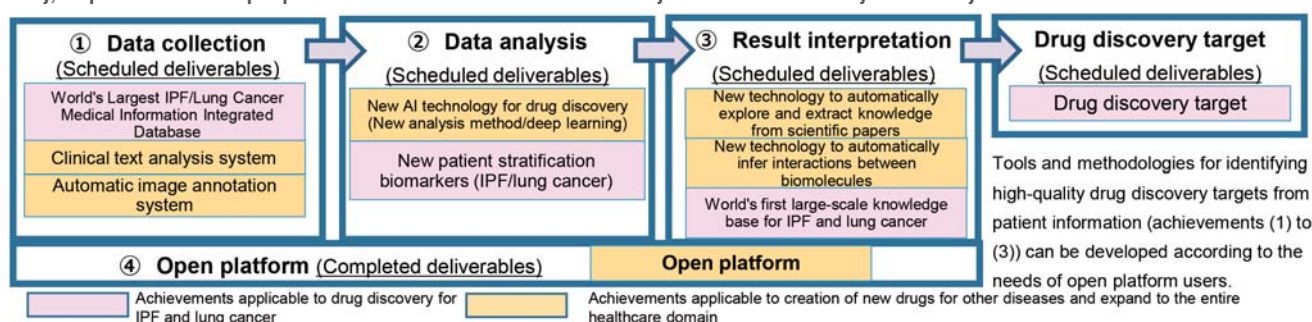 ① Data collection
(Scheduled deliverables)
World's Largest IPF/Lung Cancer
Medical Information Integrated
Database
Clinical text analysis system
Automatic image annotation
system
② Data analysis
(Scheduled deliverables)
New AI technology for drug discovery
(New analysis method/deep learning)
New patient stratification
biomarkers (IPF/lung cancer)
③ Result interpretation
(Scheduled deliverables)
New technology to automatically
explore and extract knowledge
from scientific papers
New technology to automatically
infer interactions between
biomolecules
World's first large-scale knowledge
base for IPF and lung cancer
Drug discovery target
(Scheduled deliverables)
Drug discovery target
Tools and methodologies for identifying
high-quality drug discovery targets from
patient information (achievements (1) to
(3)) can be developed according to the
needs of open platform users.
④ Open platform (Completed deliverables)
Open platform
Achievements applicable to drug discovery for
IPF and lung cancer
Achievements applicable to creation of new drugs for other diseases and expand to the entire
healthcare domain